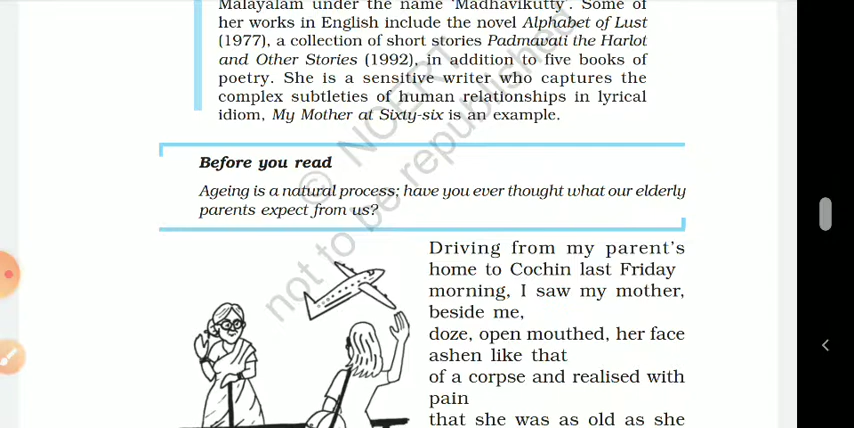 Malayalam under the name 'Madhavikutty'. Some of
her works in English include the novel Alphabet of Lust
(1977), a collection of short stories Padmavati the Harlot
and Other Stories (1992), in addition to five books of
poetry. She is a sensitive writer who captures the
complex subtleties of human relationships in lyrical
idiom, My Mother at Sixty-six is an example.
Before you read
Ageing is a natural process; have you ever thought what our elderly
parents expect from us?
© NCERT
not to be republished
Driving from my parent's
home to Cochin last Friday
morning, I saw my mother,
beside me,
doze, open mouthed, her face
ashen like that
of a corpse and realised with
pain
that she was as old as she